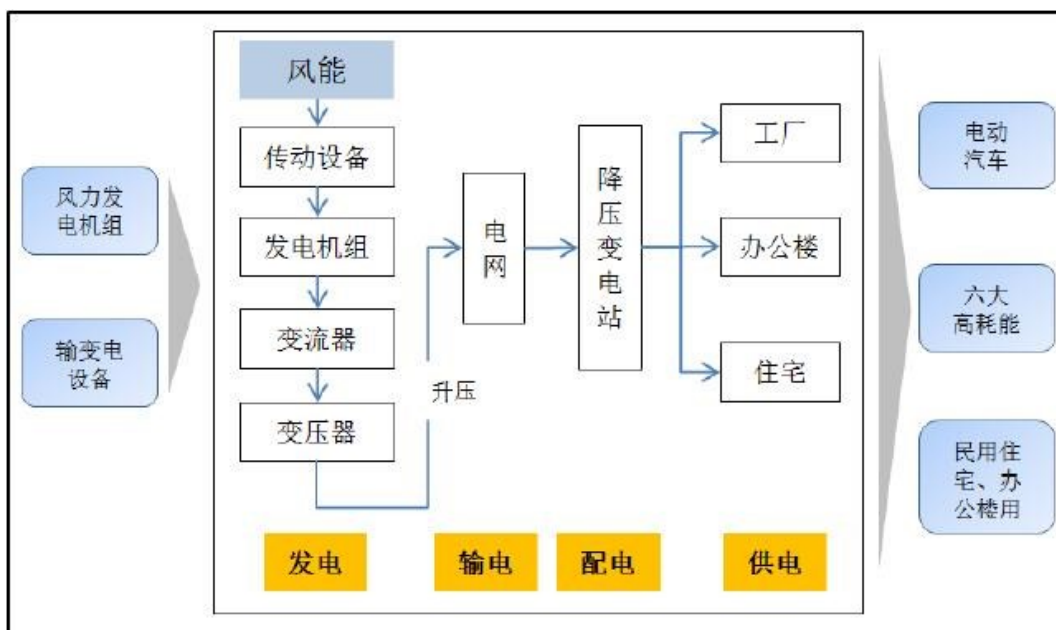 风力发
电机组
输变电
设备
风能
传动设备
发电机组
变流器
变压器
升压
电
网
降
压
变
电
站
工厂
办公楼
住宅
发电
输电
配电
供电
电动
汽车
六大
高耗能
民用住
宅、办
公楼用